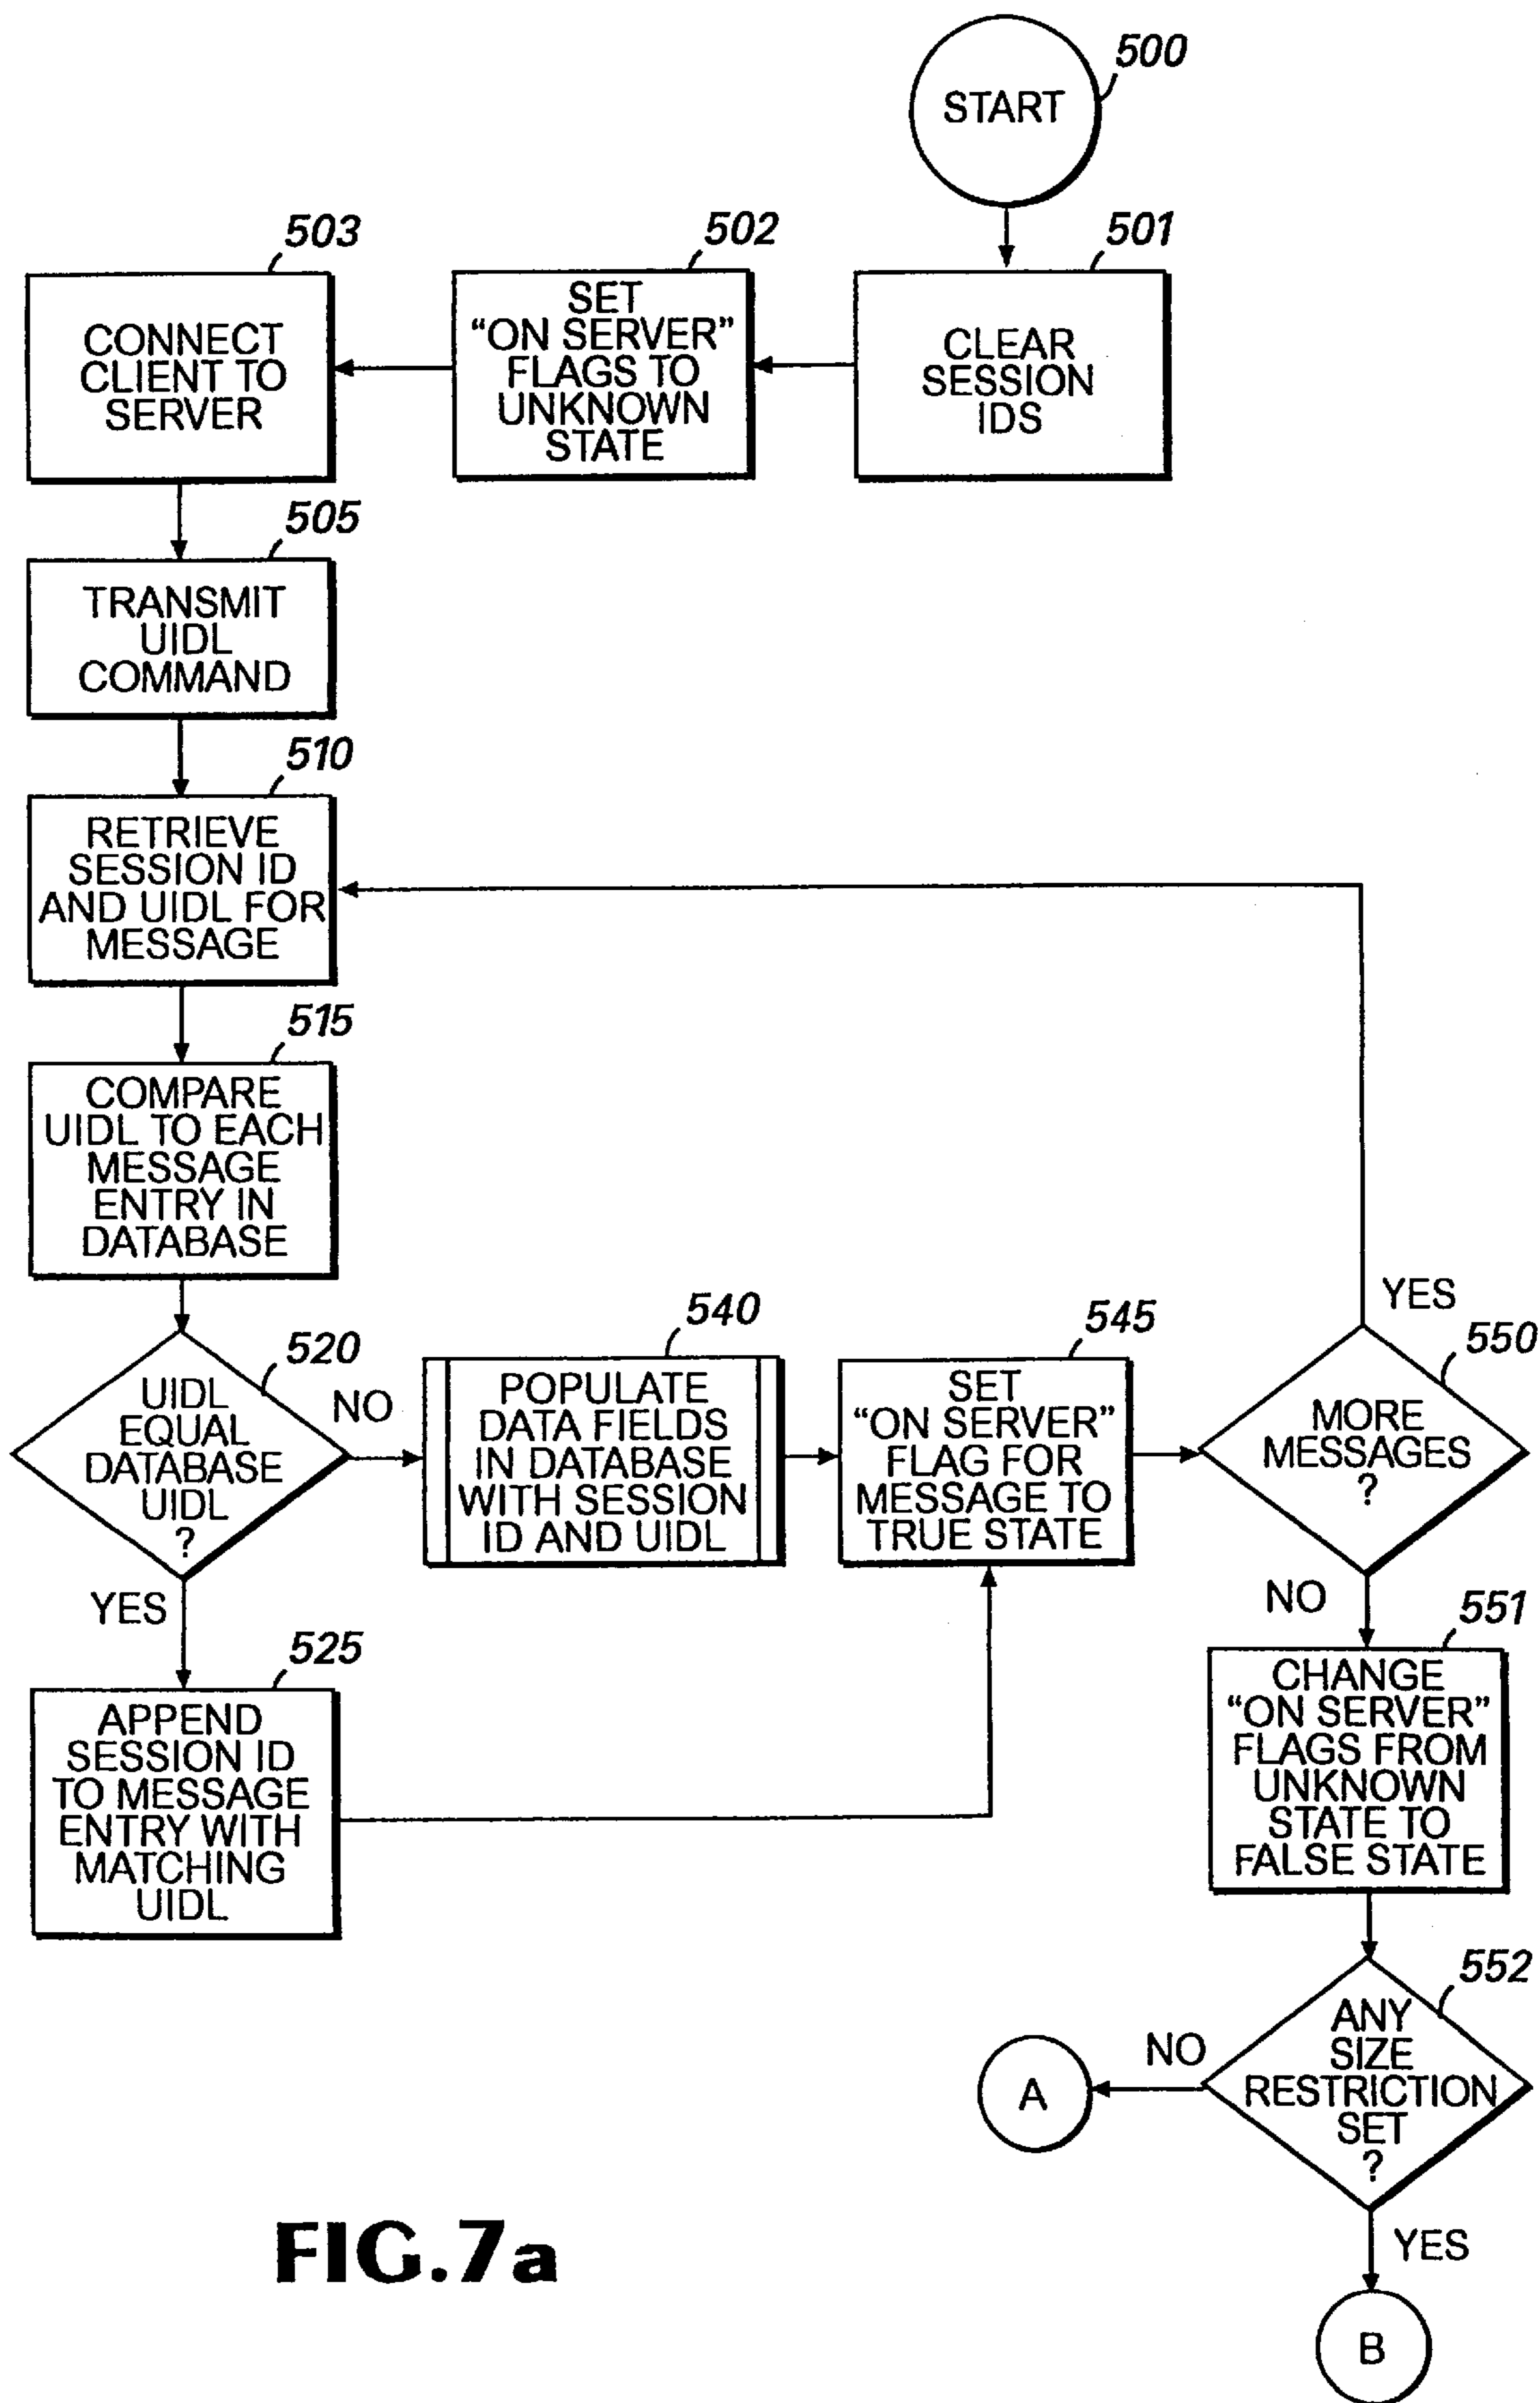 500
START
503
502
501
CONNECT
CLIENT TO
SERVER
SET
“ON SERVER”
FLAGS TO
UNKNOWN
STATE
CLEAR
SESSION
IDS
505
TRANSMIT
UIDL
COMMAND
510
RETRIEVE
SESSION ID
AND UIDL FOR
MESSAGE
515
COMPARE
UIDL TO EACH
MESSAGE
ENTRY IN
DATABASE
520
UIDL
EQUAL
DATABASE
UIDL
?
NO
540
POPULATE
DATA FIELDS
IN DATABASE
WITH SESSION
ID AND UIDL
545
SET
“ON SERVER”
FLAG FOR
MESSAGE TO
TRUE STATE
YES
550
MORE
MESSAGES
?
YES
525
APPEND
SESSION ID
TO MESSAGE
ENTRY WITH
MATCHING
UIDL
NO
551
CHANGE
“ON SERVER”
FLAGS FROM
UNKNOWN
STATE TO
FALSE STATE
552
ANY
SIZE
RESTRICTION
SET
?
NO
A
YES
B
FIG.7a